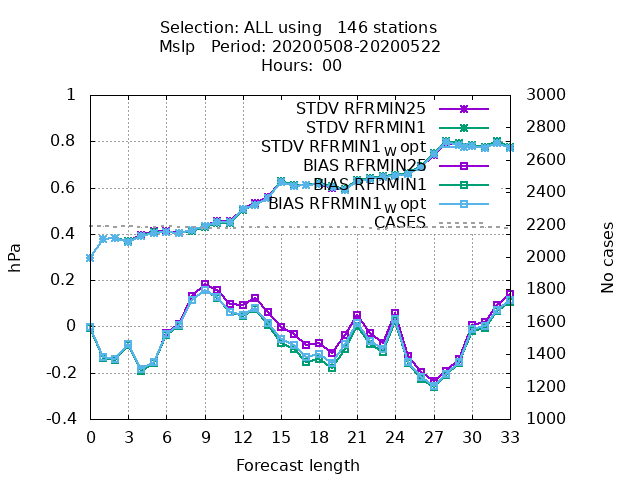 Selection: ALL using   146 stations
Mslp   Period: 20200508-20200522
Hours: 00
1
0.8
0.6
0.4
0.2
0
-0.2
-0.4
hPa
3000
2800
2600
2400
2200
2000
1800
1600
1400
1200
1000
No cases
STDV RFRMIN25
STDV RFRMIN1
STDV RFRMIN1_w opt
BIAS RFRMIN25
BIAS RFRMIN1
BIAS RFRMIN1_w opt
CASES
0 3 6 9 12 15 18 21 24 27 30 33
Forecast length